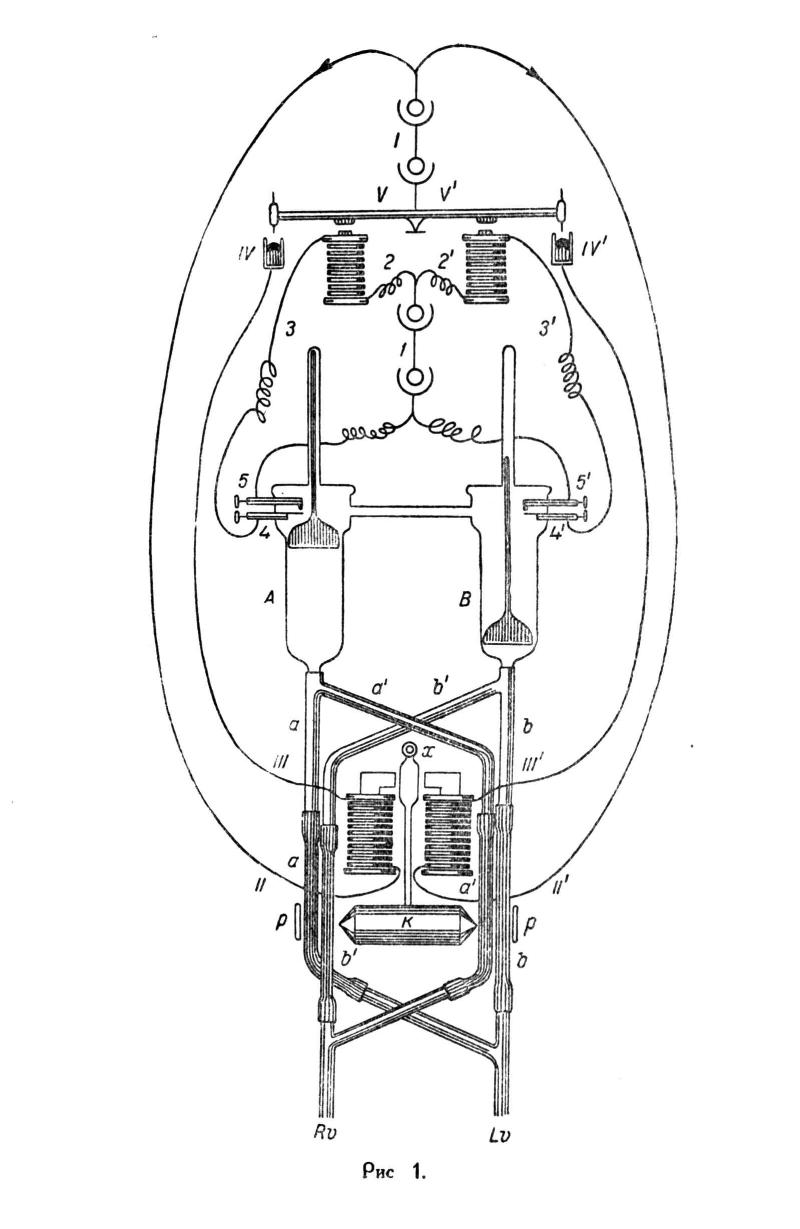 I
V V'
IV IV'
2 2'
3 1 3'
5 5'
4 4'
A B
a' b'
a b
x
III III'
a
II a' II'
P K P
b' b
Rv Lv
Рис 1.